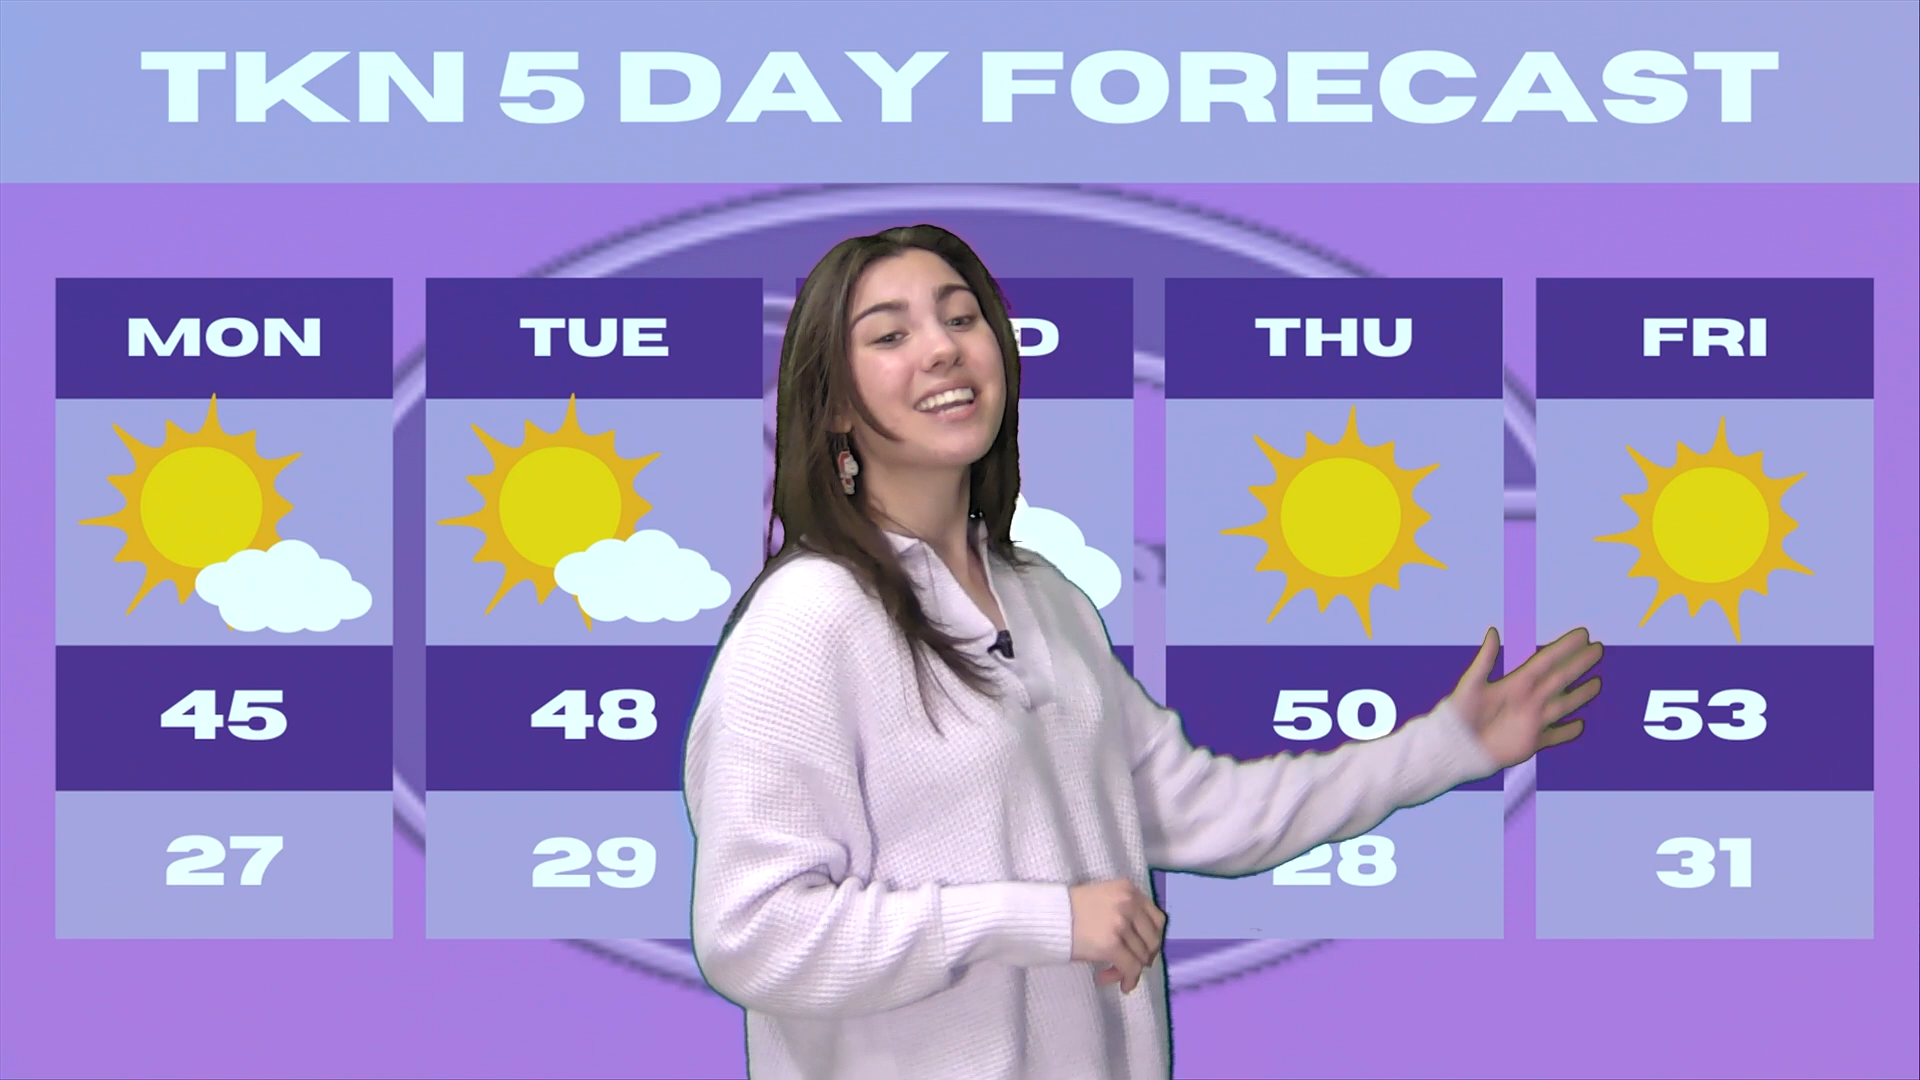 TKN 5 DAY FORECAST
MON TUE THU FRI
45 48 50 53
27 29 28 31